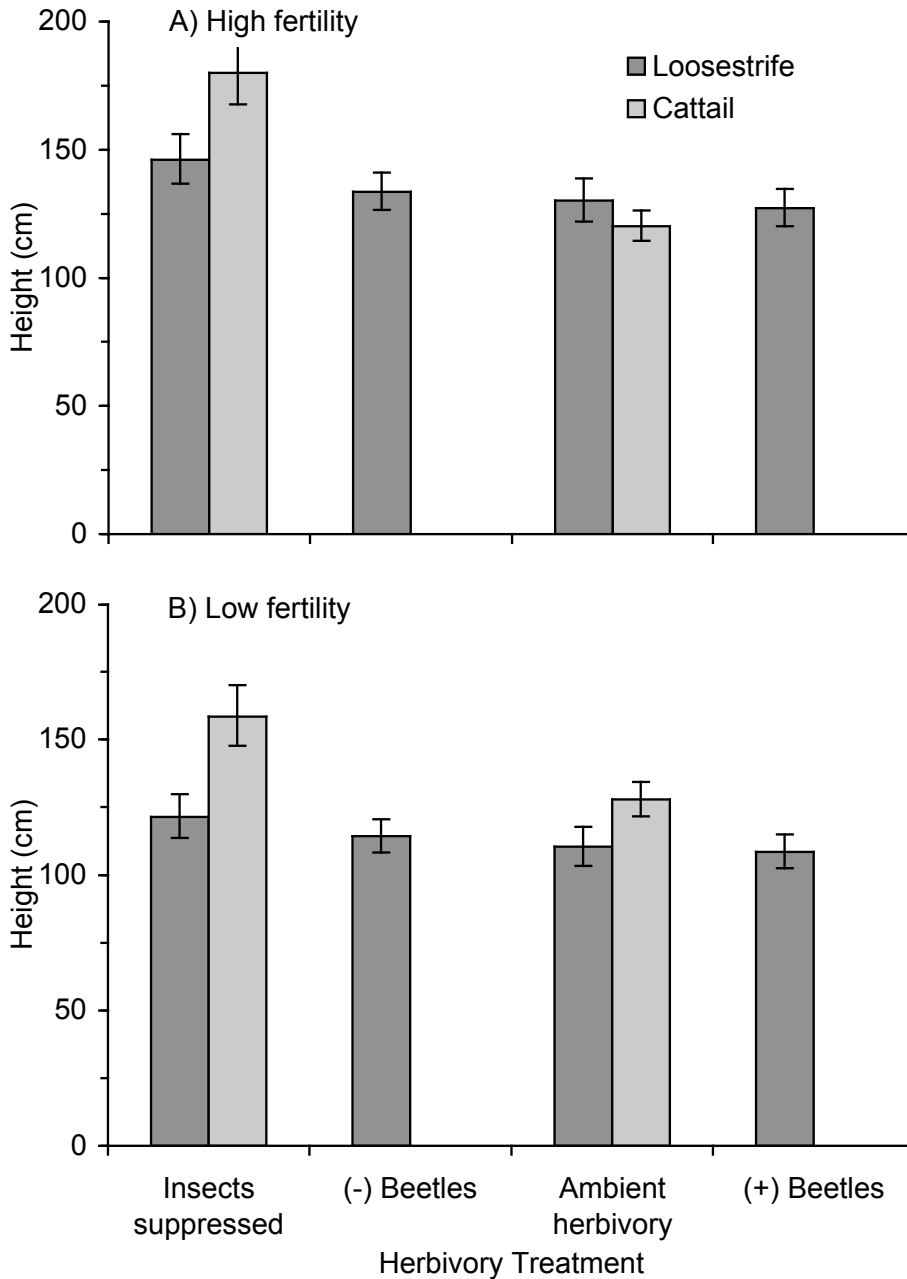 A) High fertility
Loosestrife
Cattail
200
150
100
50
0
Height (cm)
B) Low fertility
200
150
100
50
0
Height (cm)
Insects
suppressed
(-) Beetles
Ambient
herbivory
(+) Beetles
Herbivory Treatment